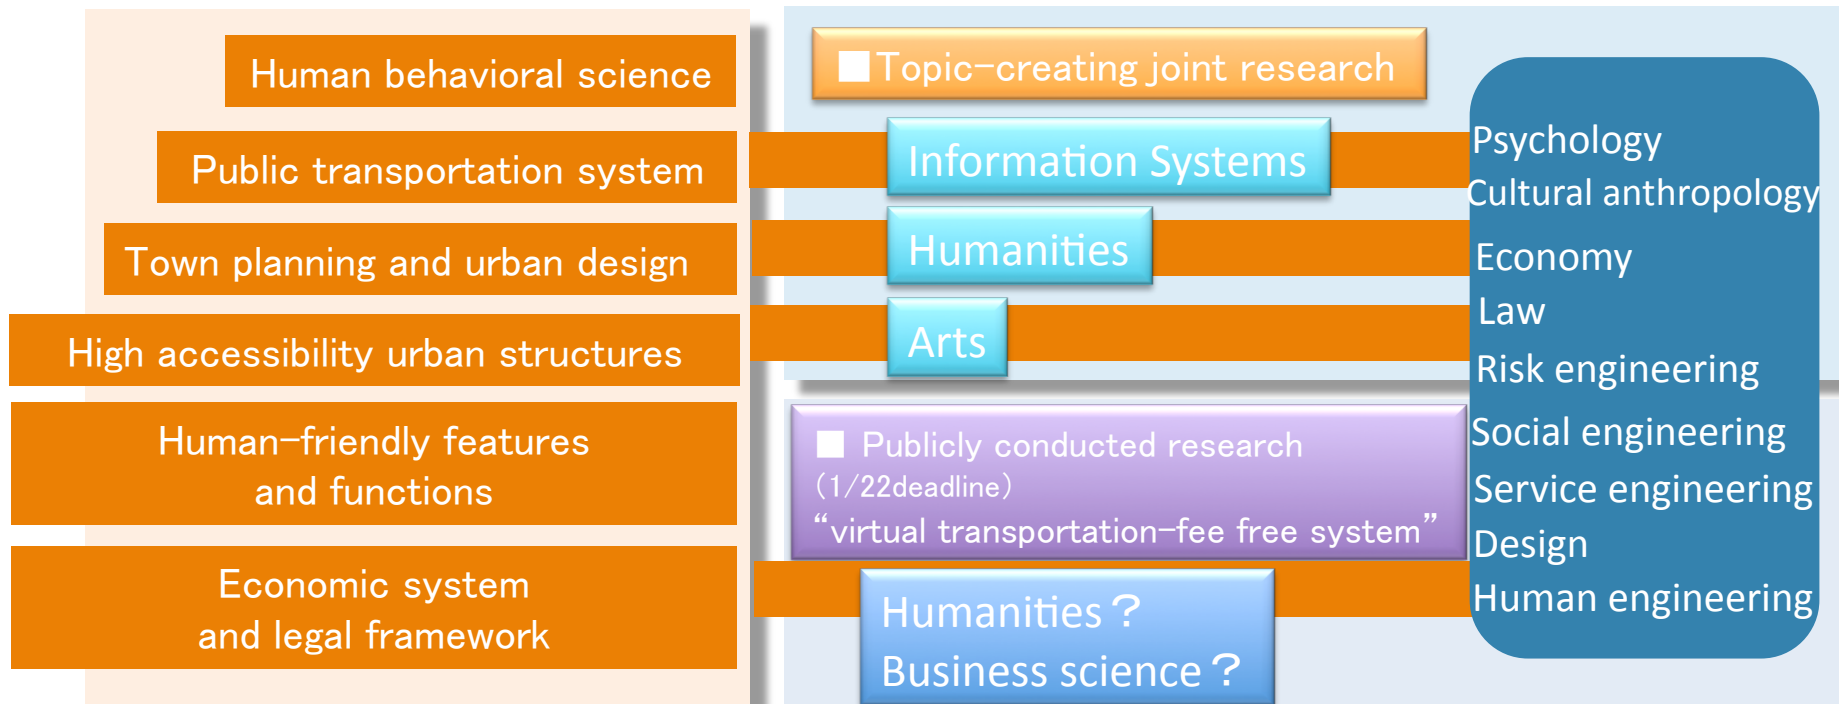 Human behavioral science
Public transportation system
Town planning and urban design
High accessibility urban structures
Human-friendly features
and functions
Economic system
and legal framework
■Topic-creating joint research
Information Systems
Humanities
Arts
■ Publicly conducted research
(1/22deadline)
“virtual transportation-fee free system”
Humanities？
Business science？
Psychology
Cultural anthropology
Economy
Law
Risk engineering
Social engineering
Service engineering
Design
Human engineering